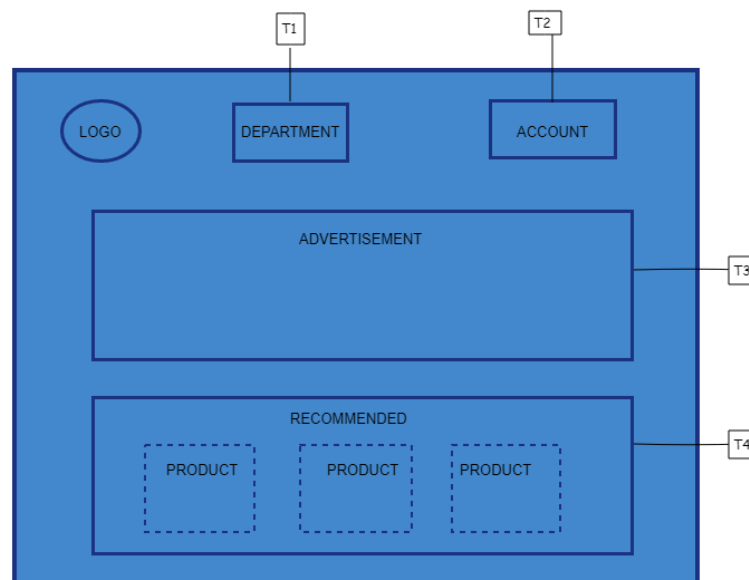 T1
T2
LOGO
DEPARTMENT
ACCOUNT
ADVERTISEMENT
T3
RECOMMENDED
T4
PRODUCT
PRODUCT
PRODUCT